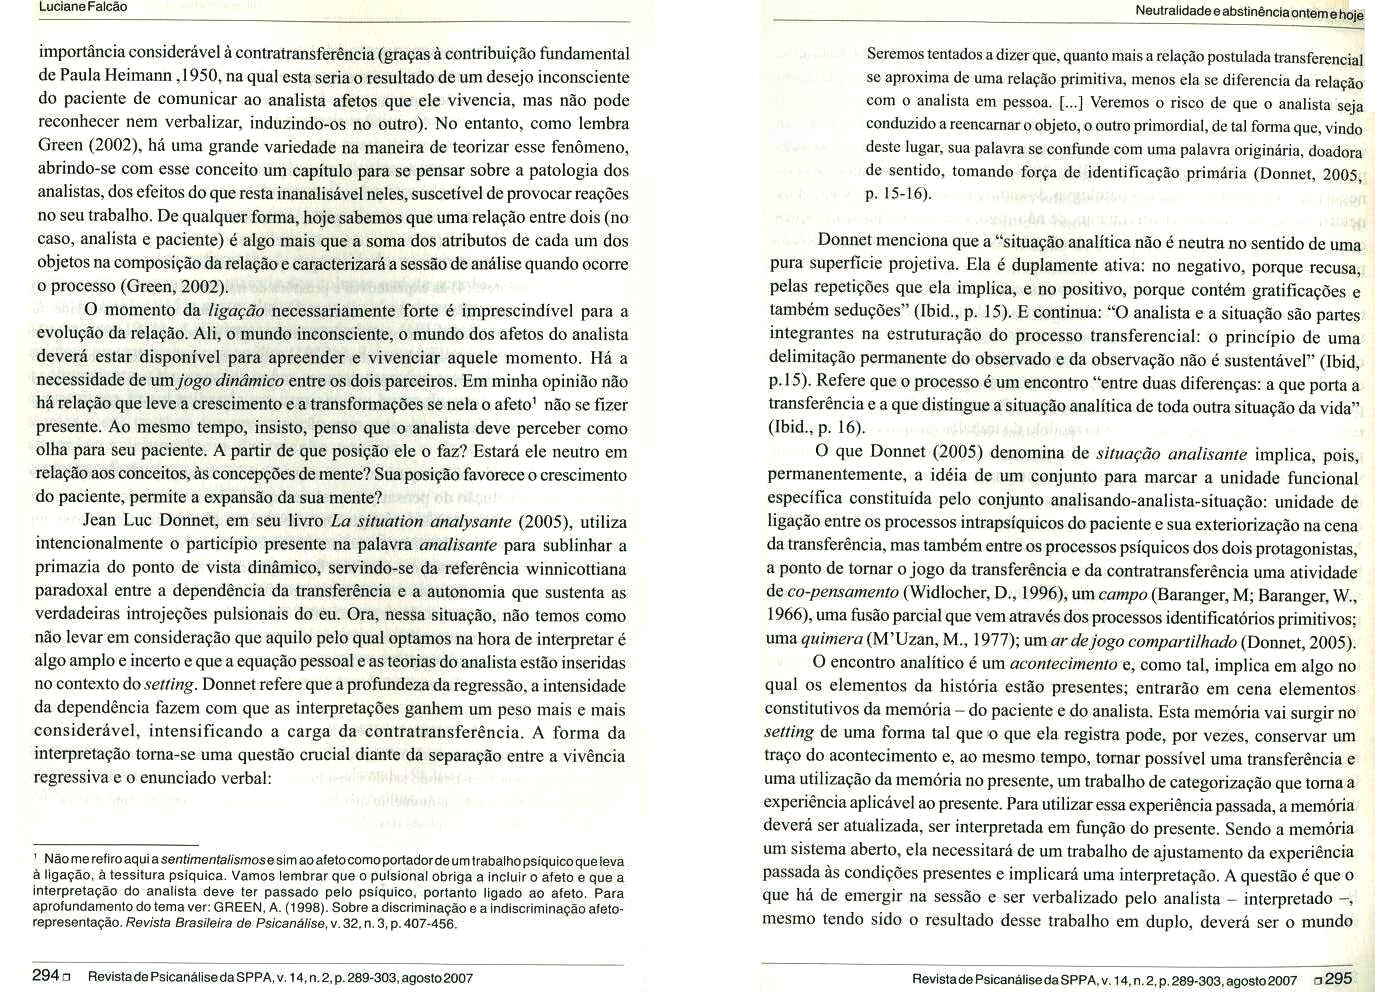 Luciane Falcão
importância considerável à contratransferência (graças à contribuição fundamental
de Paula Heimann ,1950, na qual esta seria o resultado de um desejo inconsciente
do paciente de comunicar ao analista afetos que ele vivencia, mas não pode
reconhecer nem verbalizar, induzindo-os no outro). No entanto, como lembra
Green (2002), há uma grande variedade na maneira de teorizar esse fenômeno,
abrindo-se com esse conceito um capítulo para se pensar sobre a patologia dos
analistas, dos efeitos do que resta inanalisável neles, suscetível de provocar reações
no seu trabalho. De qualquer forma, hoje sabemos que uma relação entre dois (no
caso, analista e paciente) é algo mais que a soma dos atributos de cada um dos
objetos na composição da relação e caracterizará a sessão de análise quando ocorre
o processo (Green, 2002).
O momento da ligação necessariamente forte é imprescindível para a
evolução da relação. Ali, o mundo inconsciente, o mundo dos afetos do analista
deverá estar disponível para apreender e vivenciar aquele momento. Há a
necessidade de um jogo dinâmico entre os dois parceiros. Em minha opinião não
há relação que leve a crescimento e a transformações se nela o afeto¹ não se fizer
presente. Ao mesmo tempo, insisto, penso que o analista deve perceber como
olha para seu paciente. A partir de que posição ele o faz? Estará ele neutro em
relação aos conceitos, às concepções de mente? Sua posição favorece o crescimento
do paciente, permite a expansão da sua mente?
Jean Luc Donnet, em seu livro La situation analysante (2005), utiliza
intencionalmente o particípio presente na palavra analisante para sublinhar a
primazia do ponto de vista dinâmico, servindo-se da referência winnicottiana
paradoxal entre a dependência da transferência e a autonomia que sustenta as
verdadeiras introjeções pulsionais do eu. Ora, nessa situação, não temos como
não levar em consideração que aquilo pelo qual optamos na hora de interpretar é
algo amplo e incerto e que a equação pessoal e as teorias do analista estão inseridas
no contexto do setting. Donnet refere que a profundeza da regressão, a intensidade
da dependência fazem com que as interpretações ganhem um peso mais e mais
considerável, intensificando a carga da contratransferência. A forma da
interpretação torna-se uma questão crucial diante da separação entre a vivência
regressiva e o enunciado verbal:
¹ Não me refiro aqui a sentimentalismos e sim ao afeto como portador de um trabalho psíquico que leva
à ligação, à tessitura psíquica. Vamos lembrar que o pulsional obriga a incluir o afeto e que a
interpretação do analista deve ter passado pelo psíquico, portanto ligado ao afeto. Para
aprofundamento do tema ver: GREEN, A. (1998). Sobre a discriminação e a indiscriminação afeto-
representação. Revista Brasileira de Psicanálise, v. 32, n. 3, p. 407-456.
294 □ Revista de Psicanálise da SPPA, v. 14, n. 2, p. 289-303, agosto 2007
Neutralidade e abstinência ontem e hoje
Seremos tentados a dizer que, quanto mais a relação postulada transferencial
se aproxima de uma relação primitiva, menos ela se diferencia da relação
com o analista em pessoa. [...] Veremos o risco de que o analista seja
conduzido a reencarnar o objeto, o outro primordial, de tal forma que, vindo
deste lugar, sua palavra se confunde com uma palavra originária, doadora
de sentido, tomando força de identificação primária (Donnet, 2005,
p. 15-16).
Donnet menciona que a “situação analítica não é neutra no sentido de uma
pura superfície projetiva. Ela é duplamente ativa: no negativo, porque recusa,
pelas repetições que ela implica, e no positivo, porque contém gratificações e
também seduções” (Ibid., p. 15). E continua: “O analista e a situação são partes
integrantes na estruturação do processo transferencial: o princípio de uma
delimitação permanente do observado e da observação não é sustentável” (Ibid,
p.15). Refere que o processo é um encontro “entre duas diferenças: a que porta a
transferência e a que distingue a situação analítica de toda outra situação da vida”
(Ibid., p. 16).
O que Donnet (2005) denomina de situação analisante implica, pois,
permanentemente, a idéia de um conjunto para marcar a unidade funcional
específica constituída pelo conjunto analisando-analista-situação: unidade de
ligação entre os processos intrapsíquicos do paciente e sua exteriorização na cena
da transferência, mas também entre os processos psíquicos dos dois protagonistas,
a ponto de tornar o jogo da transferência e da contratransferência uma atividade
de co-pensamento (Widlocher, D., 1996), um campo (Baranger, M; Baranger, W.,
1966), uma fusão parcial que vem através dos processos identificatórios primitivos;
uma quimera (M’Uzan, M., 1977); um ar de jogo compartilhado (Donnet, 2005).
O encontro analítico é um acontecimento e, como tal, implica em algo no
qual os elementos da história estão presentes; entrarão em cena elementos
constitutivos da memória – do paciente e do analista. Esta memória vai surgir no
setting de uma forma tal que o que ela registra pode, por vezes, conservar um
traço do acontecimento e, ao mesmo tempo, tornar possível uma transferência e
uma utilização da memória no presente, um trabalho de categorização que torna a
experiência aplicável ao presente. Para utilizar essa experiência passada, a memória
deverá ser atualizada, ser interpretada em função do presente. Sendo a memória
um sistema aberto, ela necessitará de um trabalho de ajustamento da experiência
passada às condições presentes e implicará uma interpretação. A questão é que o
que há de emergir na sessão e ser verbalizado pelo analista – interpretado –,
mesmo tendo sido o resultado desse trabalho em duplo, deverá ser o mundo
Revista de Psicanálise da SPPA, v. 14, n. 2, p. 289-303, agosto 2007 □ 295